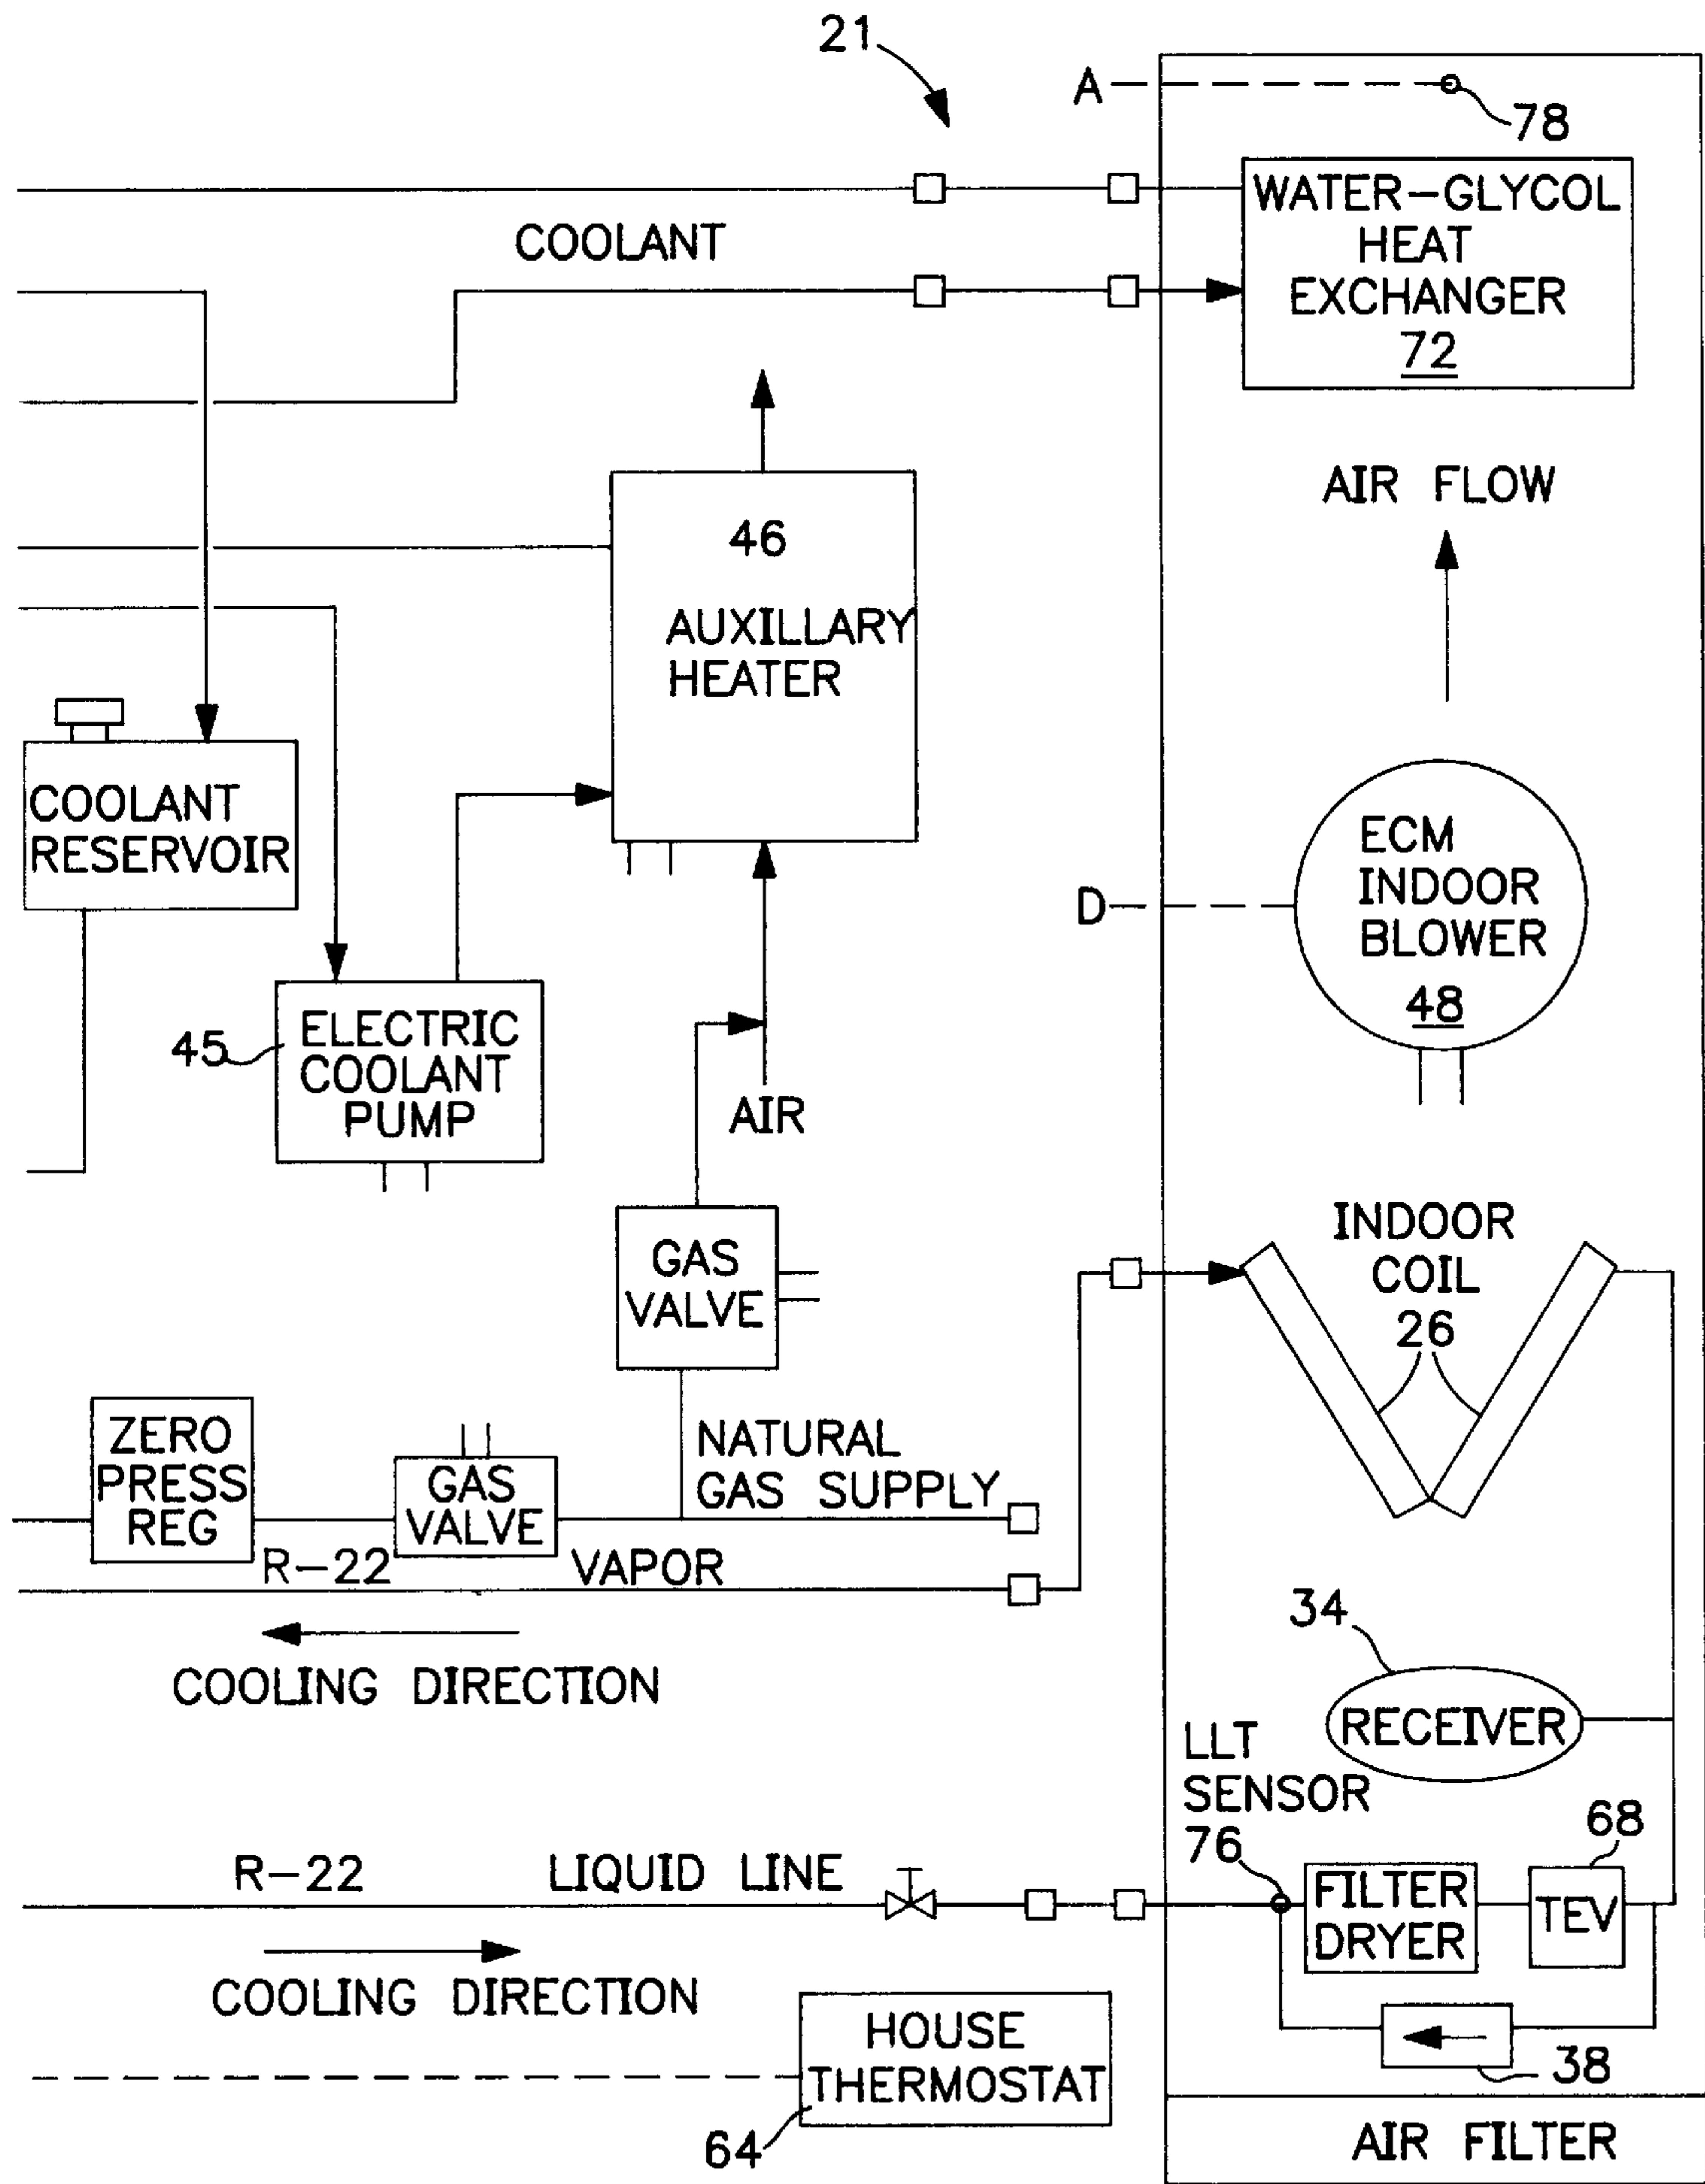 21
A
78
WATER-GLYCOL
HEAT
EXCHANGER
72
COOLANT
AIR FLOW
46
AUXILLARY
HEATER
COOLANT
RESERVOIR
ECM
INDOOR
BLOWER
48
D
45
ELECTRIC
COOLANT
PUMP
AIR
GAS
VALVE
INDOOR
COIL
26
ZERO
PRESS
REG
GAS
VALVE
NATURAL
GAS SUPPLY
R-22 VAPOR
COOLING DIRECTION
34
RECEIVER
LLT
SENSOR
76
68
R-22 LIQUID LINE
FILTER
DRYER
TEV
COOLING DIRECTION
HOUSE
THERMOSTAT
64
38
AIR FILTER